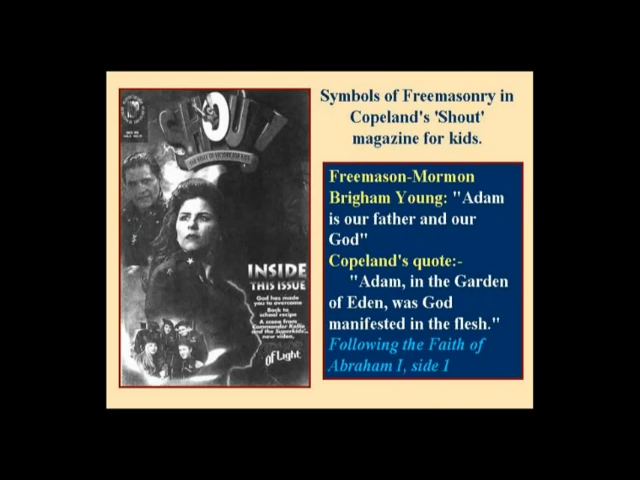 SHOUT
Symbols of Freemasonry in
Copeland's 'Shout'
magazine for kids.
INSIDE
THIS ISSUE
God has made
you to overcome
Back to
school recipe
A scene from
Commander Kellie
and the Superkids'
new video,
Of Light
Freemason-Mormon
Brigham Young: "Adam
is our father and our
God"
Copeland's quote:-
"Adam, in the Garden
of Eden, was God
manifested in the flesh."
Following the Faith of
Abraham I, side 1